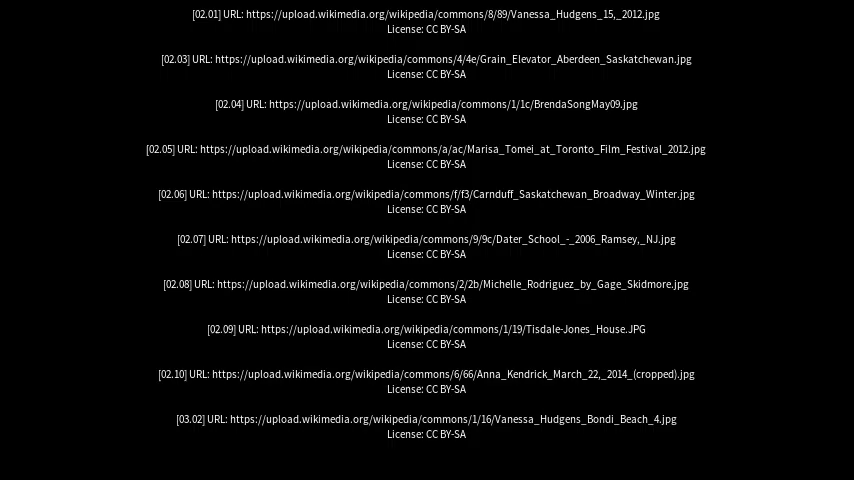 [02.01] URL: https://upload.wikimedia.org/wikipedia/commons/8/89/Vanessa_Hudgens_15,_2012.jpg
License: CC BY-SA
[02.03] URL: https://upload.wikimedia.org/wikipedia/commons/4/4e/Grain_Elevator_Aberdeen_Saskatchewan.jpg
License: CC BY-SA
[02.04] URL: https://upload.wikimedia.org/wikipedia/commons/1/1c/BrendaSongMay09.jpg
License: CC BY-SA
[02.05] URL: https://upload.wikimedia.org/wikipedia/commons/a/ac/Marisa_Tomei_at_Toronto_Film_Festival_2012.jpg
License: CC BY-SA
[02.06] URL: https://upload.wikimedia.org/wikipedia/commons/f/f3/Carnduff_Saskatchewan_Broadway_Winter.jpg
License: CC BY-SA
[02.07] URL: https://upload.wikimedia.org/wikipedia/commons/9/9c/Dater_School_-_2006_Ramsey,_NJ.jpg
License: CC BY-SA
[02.08] URL: https://upload.wikimedia.org/wikipedia/commons/2/2b/Michelle_Rodriguez_by_Gage_Skidmore.jpg
License: CC BY-SA
[02.09] URL: https://upload.wikimedia.org/wikipedia/commons/1/19/Tisdale-Jones_House.JPG
License: CC BY-SA
[02.10] URL: https://upload.wikimedia.org/wikipedia/commons/6/66/Anna_Kendrick_March_22,_2014_(cropped).jpg
License: CC BY-SA
[03.02] URL: https://upload.wikimedia.org/wikipedia/commons/1/16/Vanessa_Hudgens_Bondi_Beach_4.jpg
License: CC BY-SA